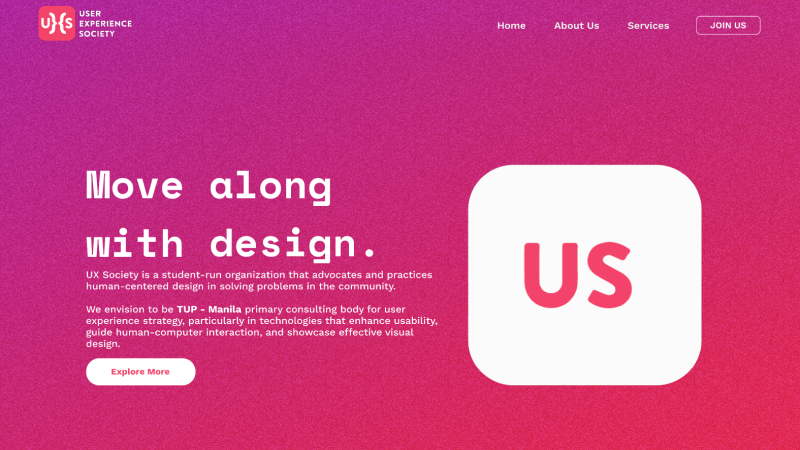 U}{S
USER
EXPERIENCE
SOCIETY
Home
About Us
Services
JOIN US
Move along
with design.
UX Society is a student-run organization that advocates and practices
human-centered design in solving problems in the community.
We envision to be TUP - Manila primary consulting body for user
experience strategy, particularly in technologies that enhance usability,
guide human-computer interaction, and showcase effective visual
design.
Explore More
US